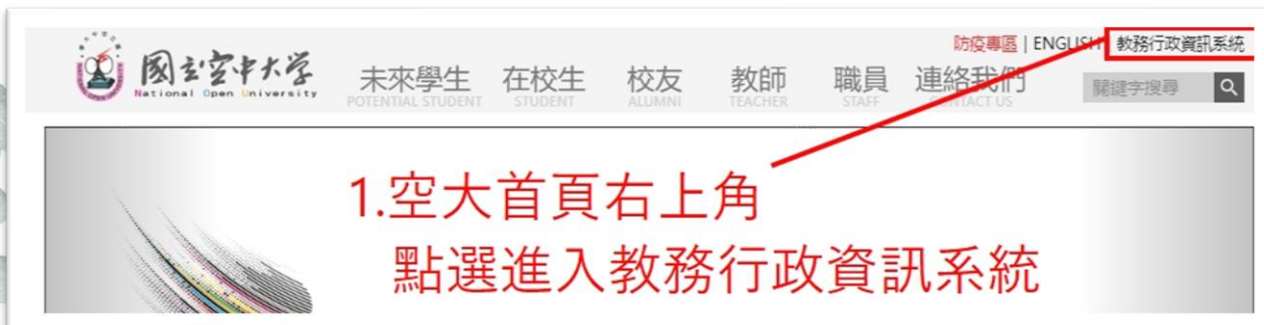 防疫專區 | ENGLISH 教務行政資訊系統
國立空中大學
National Open University
未來學生 在校生 校友 教師 職員 連絡我們
POTENTIAL STUDENT STUDENT ALUMNI TEACHER STAFF CONTACT US
關鍵字搜尋
1.空大首頁右上角
點選進入教務行政資訊系統